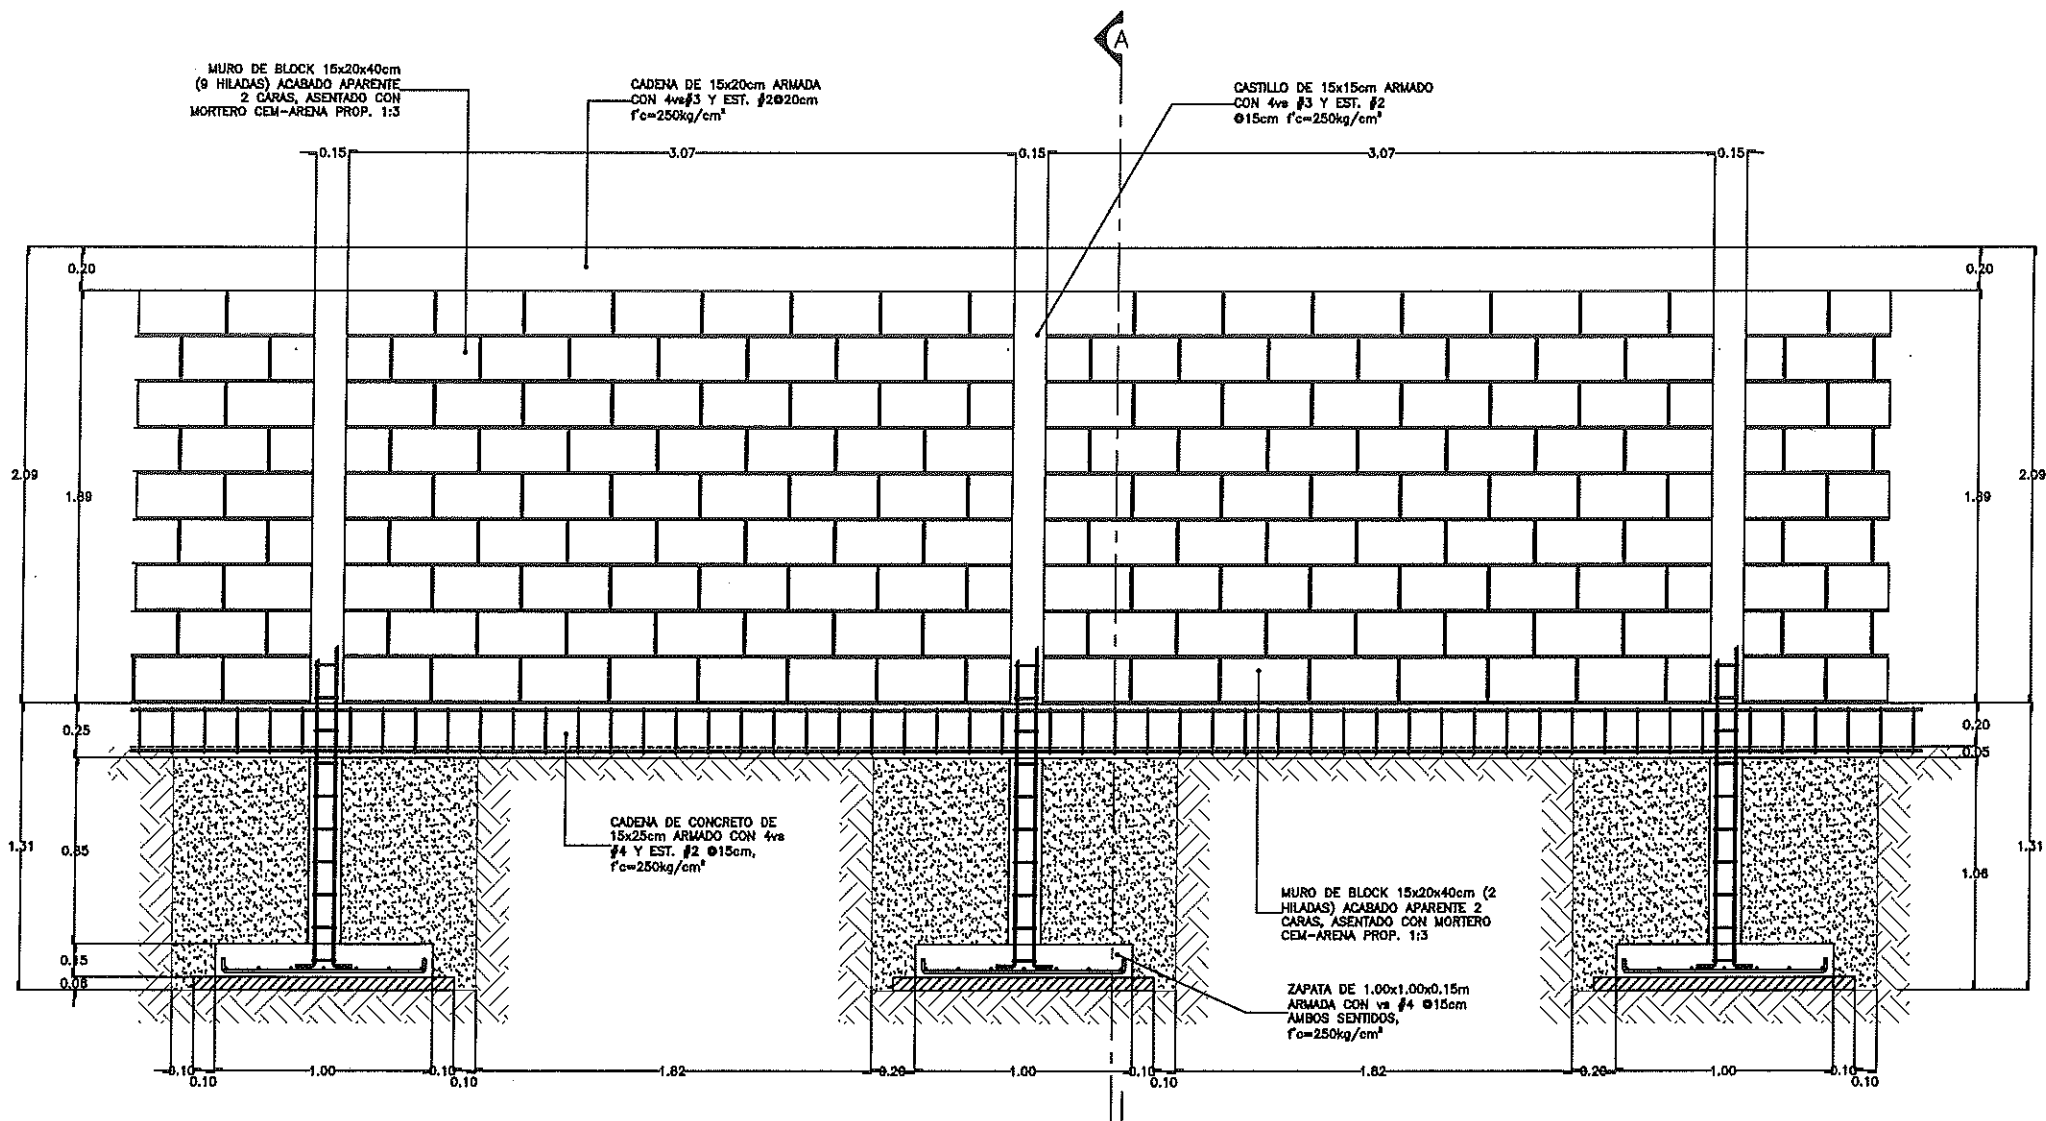 A
MURO DE BLOCK 15x20x40cm
(9 HILADAS) ACABADO APARENTE
2 CARAS, ASENTADO CON
MORTERO CEM-ARENA PROP. 1:3
CADENA DE 15x20cm ARMADA
CON 4vs#3 Y EST. #2@20cm
f'c=250kg/cm²
CASTILLO DE 15x15cm ARMADO
CON 4vs #3 Y EST. #2
@15cm f'c=250kg/cm²
0.15 3.07 0.15 3.07 0.15
0.20 0.20
2.09 1.89 1.89 2.09
0.25 0.20
0.05
CADENA DE CONCRETO DE
15x25cm ARMADO CON 4vs
#4 Y EST. #2 @15cm,
f'c=250kg/cm²
1.31 0.85 1.06 1.31
MURO DE BLOCK 15x20x40cm (2
HILADAS) ACABADO APARENTE 2
CARAS, ASENTADO CON MORTERO
CEM-ARENA PROP. 1:3
0.15
0.08
ZAPATA DE 1.00x1.00x0.15m
ARMADA CON vs #4 @15cm
AMBOS SENTIDOS,
f'c=250kg/cm²
0.10 1.00 0.10 1.82 0.20 1.00 0.10 1.82 0.20 1.00 0.10
0.10 0.10 0.10 0.10